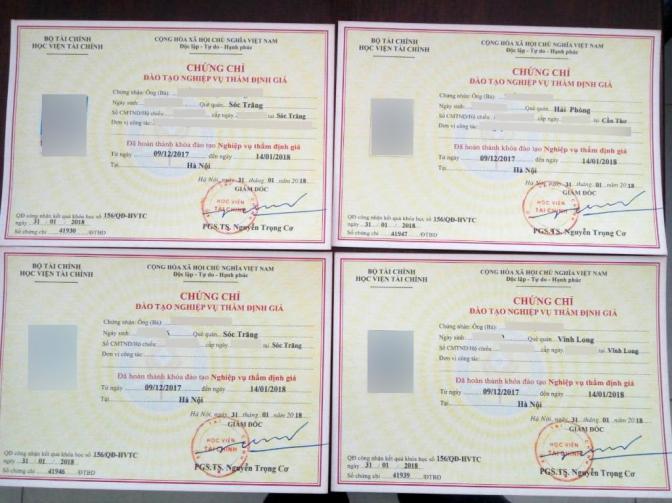 BỘ TÀI CHÍNH
HỌC VIỆN TÀI CHÍNH
CỘNG HÒA XÃ HỘI CHỦ NGHĨA VIỆT NAM
Độc lập - Tự do - Hạnh phúc
CHỨNG CHỈ
ĐÀO TẠO NGHIỆP VỤ THẨM ĐỊNH GIÁ
Chứng nhận: Ông (Bà)
Ngày sinh Quê quán Sóc Trăng
Số CMTND/Hộ chiếu cấp ngày tại Sóc Trăng
Đơn vị công tác
Đã hoàn thành khóa đào tạo Nghiệp vụ thẩm định giá
Từ ngày 09/12/2017 đến ngày 14/01/2018
Tại Hà Nội
Hà Nội, ngày 31 tháng 01 năm 2018
GIÁM ĐỐC
HỌC VIỆN
TÀI CHÍNH
QĐ công nhận kết quả khóa học số 156/QĐ-HVTC
ngày 31 / 01 / 2018
Số chứng chỉ: 41930 /ĐTBD
PGS.TS. Nguyễn Trọng Cơ
BỘ TÀI CHÍNH
HỌC VIỆN TÀI CHÍNH
CỘNG HÒA XÃ HỘI CHỦ NGHĨA VIỆT NAM
Độc lập - Tự do - Hạnh phúc
CHỨNG CHỈ
ĐÀO TẠO NGHIỆP VỤ THẨM ĐỊNH GIÁ
Chứng nhận: Ông (Bà)
Ngày sinh Quê quán Hải Phòng
Số CMTND/Hộ chiếu cấp ngày tại Cần Thơ
Đơn vị công tác
Đã hoàn thành khóa đào tạo Nghiệp vụ thẩm định giá
Từ ngày 09/12/2017 đến ngày 14/01/2018
Tại Hà Nội
Hà Nội, ngày 31 tháng 01 năm 2018
GIÁM ĐỐC
HỌC VIỆN
TÀI CHÍNH
QĐ công nhận kết quả khóa học số 156/QĐ-HVTC
ngày 31 / 01 / 2018
Số chứng chỉ 41947 /ĐTBD
PGS.TS. Nguyễn Trọng Cơ
BỘ TÀI CHÍNH
HỌC VIỆN TÀI CHÍNH
CỘNG HÒA XÃ HỘI CHỦ NGHĨA VIỆT NAM
Độc lập - Tự do - Hạnh phúc
CHỨNG CHỈ
ĐÀO TẠO NGHIỆP VỤ THẨM ĐỊNH GIÁ
Chứng nhận: Ông (Bà)
Ngày sinh Quê quán Sóc Trăng
Số CMTND/Hộ chiếu cấp ngày tại Sóc Trăng
Đơn vị công tác
Đã hoàn thành khóa đào tạo Nghiệp vụ thẩm định giá
Từ ngày 09/12/2017 đến ngày 14/01/2018
Tại Hà Nội
Hà Nội, ngày 31 tháng 01 năm 2018
GIÁM ĐỐC
HỌC VIỆN
TÀI CHÍNH
QĐ công nhận kết quả khóa học số 156/QĐ-HVTC
ngày 31 / 01 / 2018
Số chứng chỉ 41946 /ĐTBD
PGS.TS. Nguyễn Trọng Cơ
BỘ TÀI CHÍNH
HỌC VIỆN TÀI CHÍNH
CỘNG HÒA XÃ HỘI CHỦ NGHĨA VIỆT NAM
Độc lập - Tự do - Hạnh phúc
CHỨNG CHỈ
ĐÀO TẠO NGHIỆP VỤ THẨM ĐỊNH GIÁ
Chứng nhận: Ông (Bà)
Ngày sinh Quê quán Vĩnh Long
Số CMTND/Hộ chiếu cấp ngày tại Vĩnh Long
Đơn vị công tác
Đã hoàn thành khóa đào tạo Nghiệp vụ thẩm định giá
Từ ngày 09/12/2017 đến ngày 14/01/2018
Tại Hà Nội
Hà Nội, ngày 31 tháng 01 năm 2018
GIÁM ĐỐC
HỌC VIỆN
TÀI CHÍNH
QĐ công nhận kết quả khóa học số 156/QĐ-HVTC
ngày 31 / 01 / 2018
Số chứng chỉ 41939 /ĐTBD
PGS.TS. Nguyễn Trọng Cơ